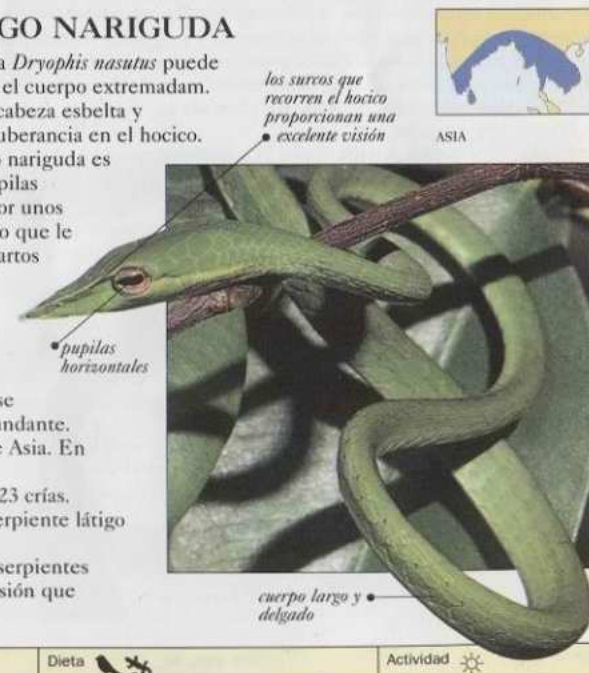 GO NARIGUDA
a Dryophis nasutus puede
el cuerpo extremadam.
cabeza esbelta y
uberancia en el hocico.
nariguda es
pilas
or unos
o que le
artos
se
ndante.
e Asia. En
23 crías.
erpiente látigo
serpientes
sión que
los surcos que
recorren el hocico
proporcionan una
excelente visión
ASIA
pupilas
horizontales
cuerpo largo y
delgado
Dieta
Actividad